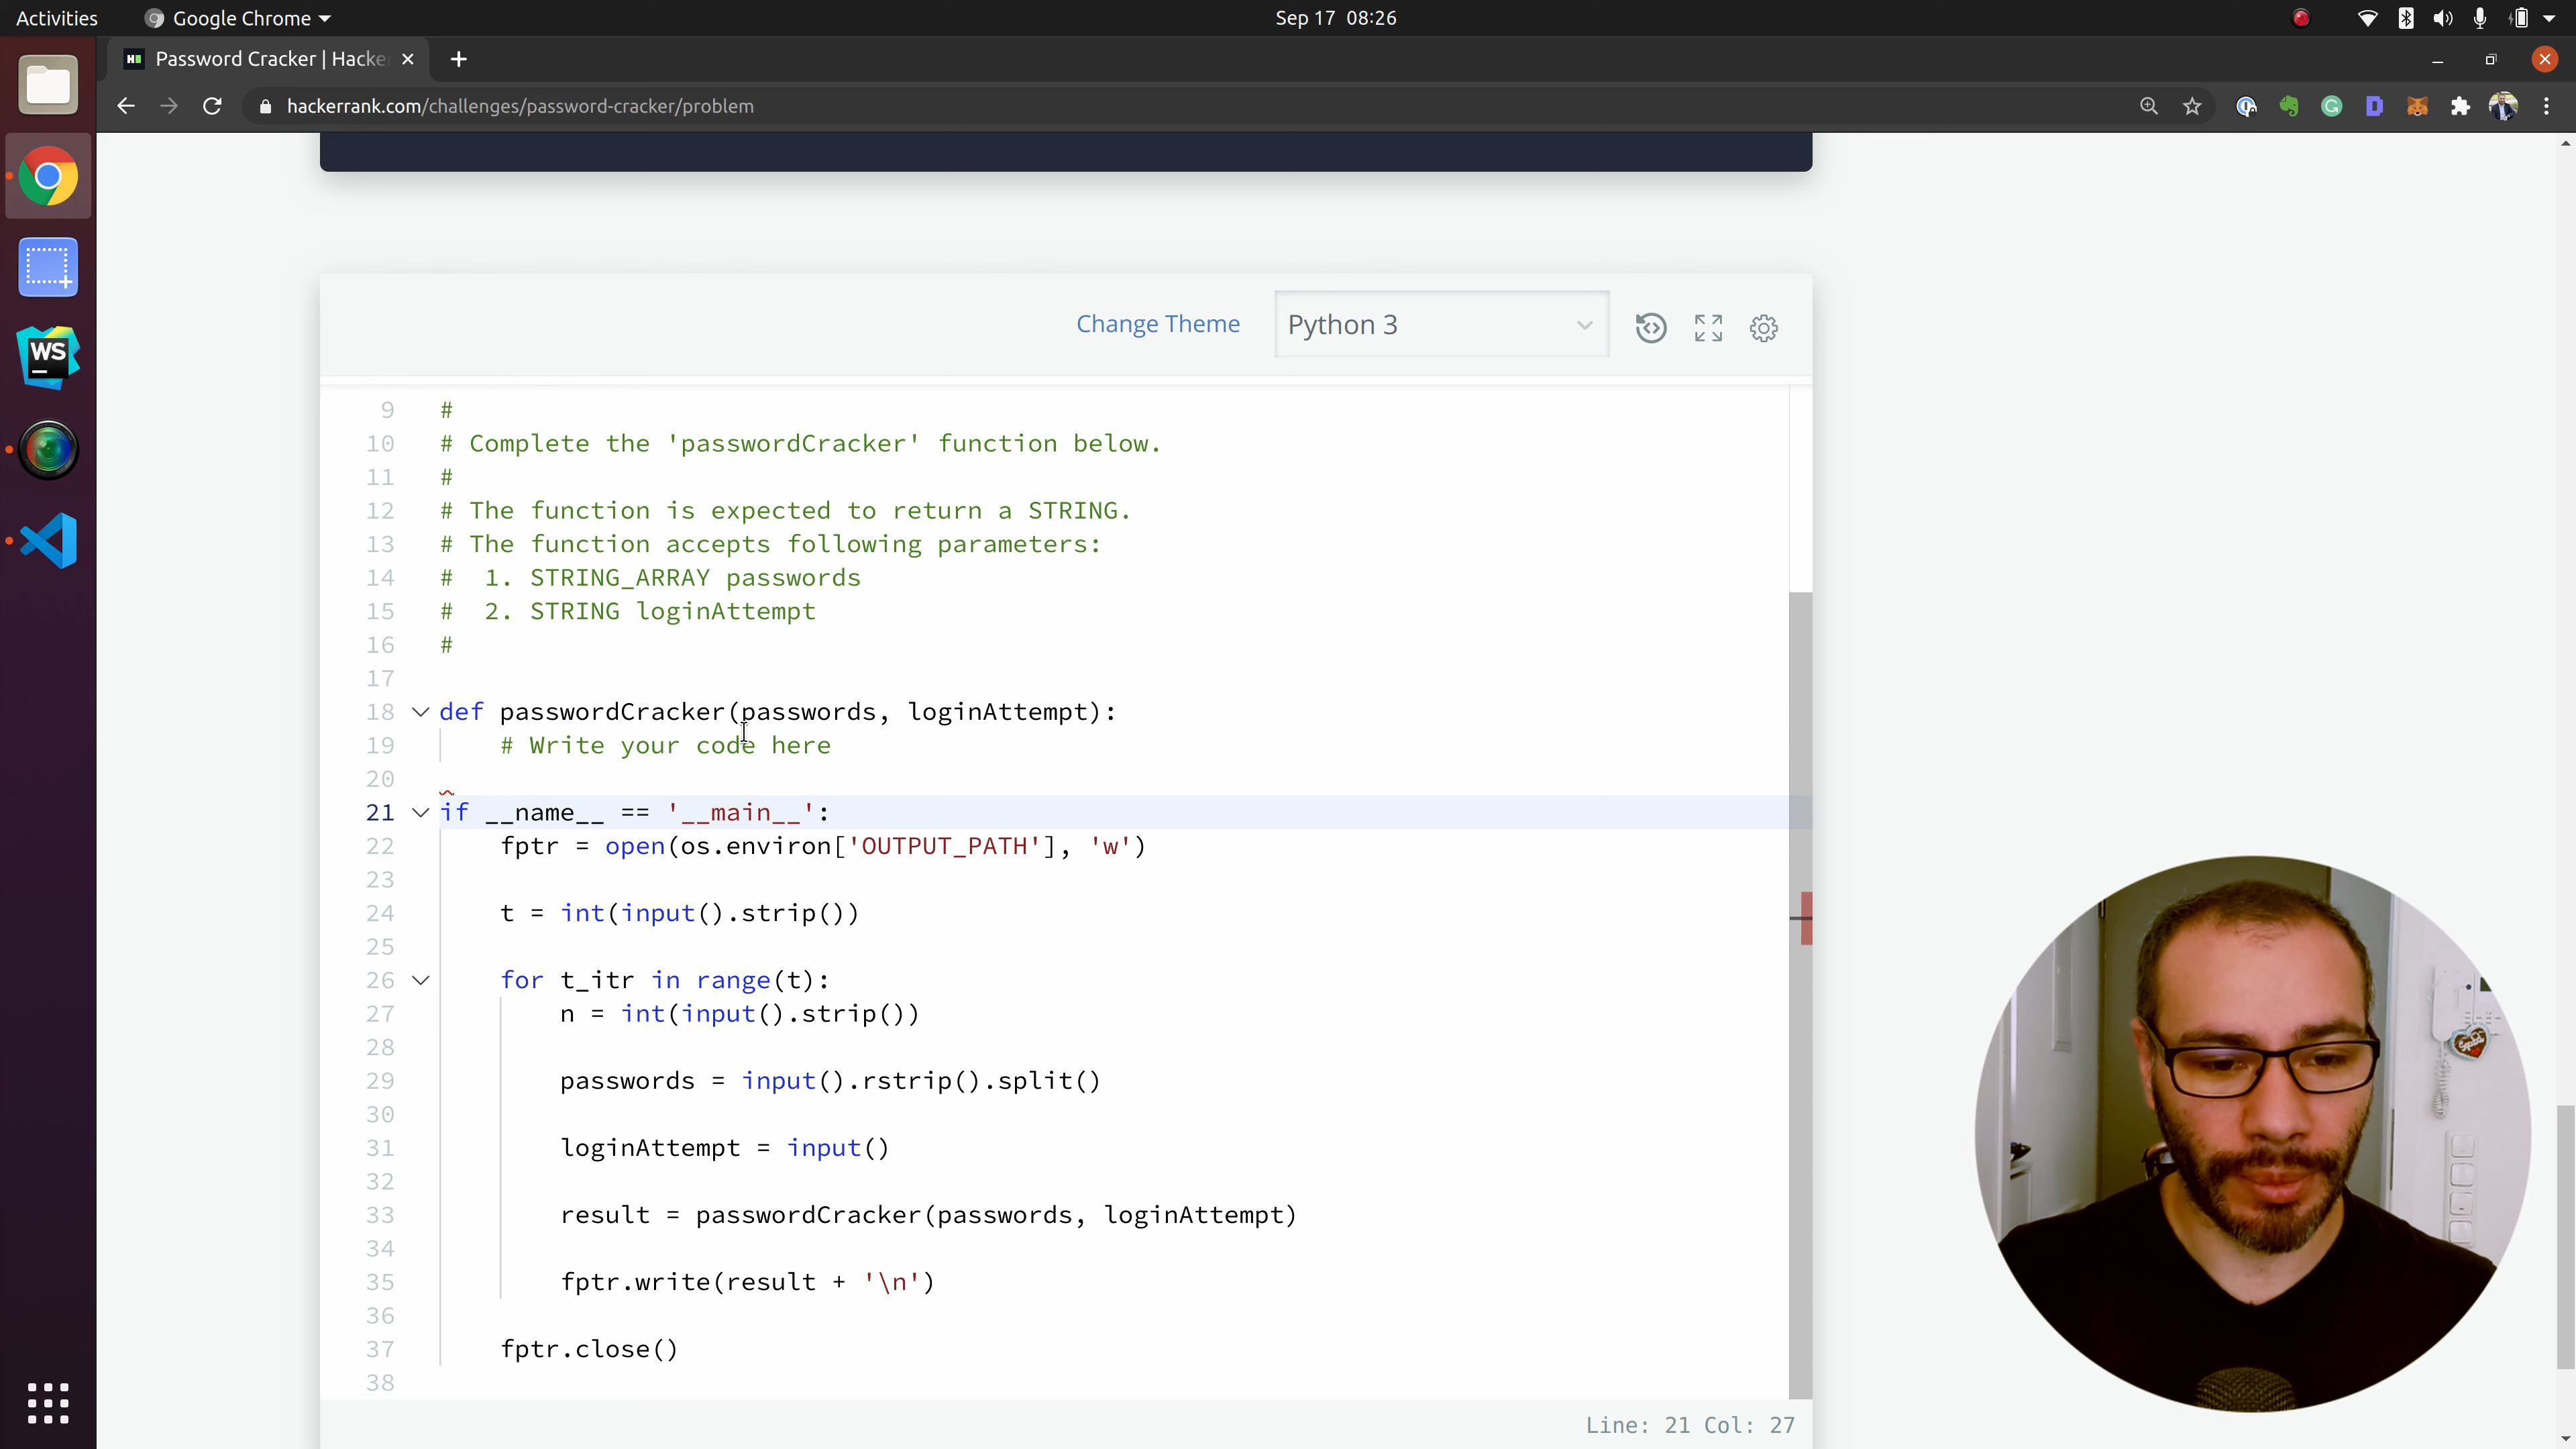 Activities
Google Chrome
Sep 17 08:26
Password Cracker | Hacke
hackerrank.com/challenges/password-cracker/problem
WS
Change Theme
Python 3
9 #
10 # Complete the 'passwordCracker' function below.
11 #
12 # The function is expected to return a STRING.
13 # The function accepts following parameters:
14 #  1. STRING_ARRAY passwords
15 #  2. STRING loginAttempt
16 #
17
18 def passwordCracker(passwords, loginAttempt):
19     # Write your code here
20
21 if __name__ == '__main__':
22     fptr = open(os.environ['OUTPUT_PATH'], 'w')
23
24     t = int(input().strip())
25
26     for t_itr in range(t):
27         n = int(input().strip())
28
29         passwords = input().rstrip().split()
30
31         loginAttempt = input()
32
33         result = passwordCracker(passwords, loginAttempt)
34
35         fptr.write(result + '\n')
36
37     fptr.close()
38
Line: 21 Col: 27